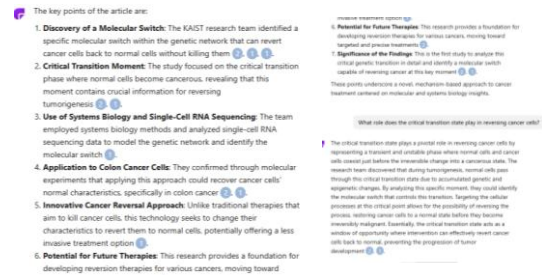 The key points of the article are:
1. Discovery of a Molecular Switch: The KAIST research team identified a
specific molecular switch within the genetic network that can revert
cancer cells back to normal cells without killing them 2. 1. 1.
2. Critical Transition Moment: The study focused on the critical transition
phase where normal cells become cancerous, revealing that this
moment contains crucial information for reversing
tumorigenesis 2. 1.
3. Use of Systems Biology and Single-Cell RNA Sequencing: The team
employed systems biology methods and analyzed single-cell RNA
sequencing data to model the genetic network and identify the
molecular switch 1.
4. Application to Colon Cancer Cells: They confirmed through molecular
experiments that applying this approach could recover cancer cells'
normal characteristics, specifically in colon cancer 2. 1.
5. Innovative Cancer Reversal Approach: Unlike traditional therapies that
aim to kill cancer cells, this technology seeks to change their
characteristics to revert them to normal cells, potentially offering a less
invasive treatment option 1.
6. Potential for Future Therapies: This research provides a foundation for
developing reversion therapies for various cancers, moving toward
invasive treatment option
6. Potential for Future Therapies: This research provides a foundation for
developing reversion therapies for various cancers, moving toward
targeted and precise treatments
7. Significance of the Findings: This is the first study to analyze this
critical genetic transition in detail and identify a molecular switch
capable of reversing cancer at this key moment
These points underscore a novel, mechanism-based approach to cancer
treatment centered on molecular and systems biology insights.
What role does the critical transition state play in reversing cancer cells?
The critical transition state plays a pivotal role in reversing cancer cells by
representing a transient and unstable phase where normal cells and cancer
cells coexist just before the irreversible change into a cancerous state. The
research team discovered that during tumorigenesis, normal cells pass
through this critical transition state due to accumulated genetic and
epigenetic changes. By analyzing this specific moment, they could identify
the molecular switch that controls this transition. Targeting the cellular
processes at this critical point allows for the possibility of reversing the
process, restoring cancer cells to a normal state before they become
irreversibly malignant. Essentially, the critical transition state acts as a
window of opportunity where intervention can effectively revert cancer
cells back to normal, preventing the progression of tumor
development